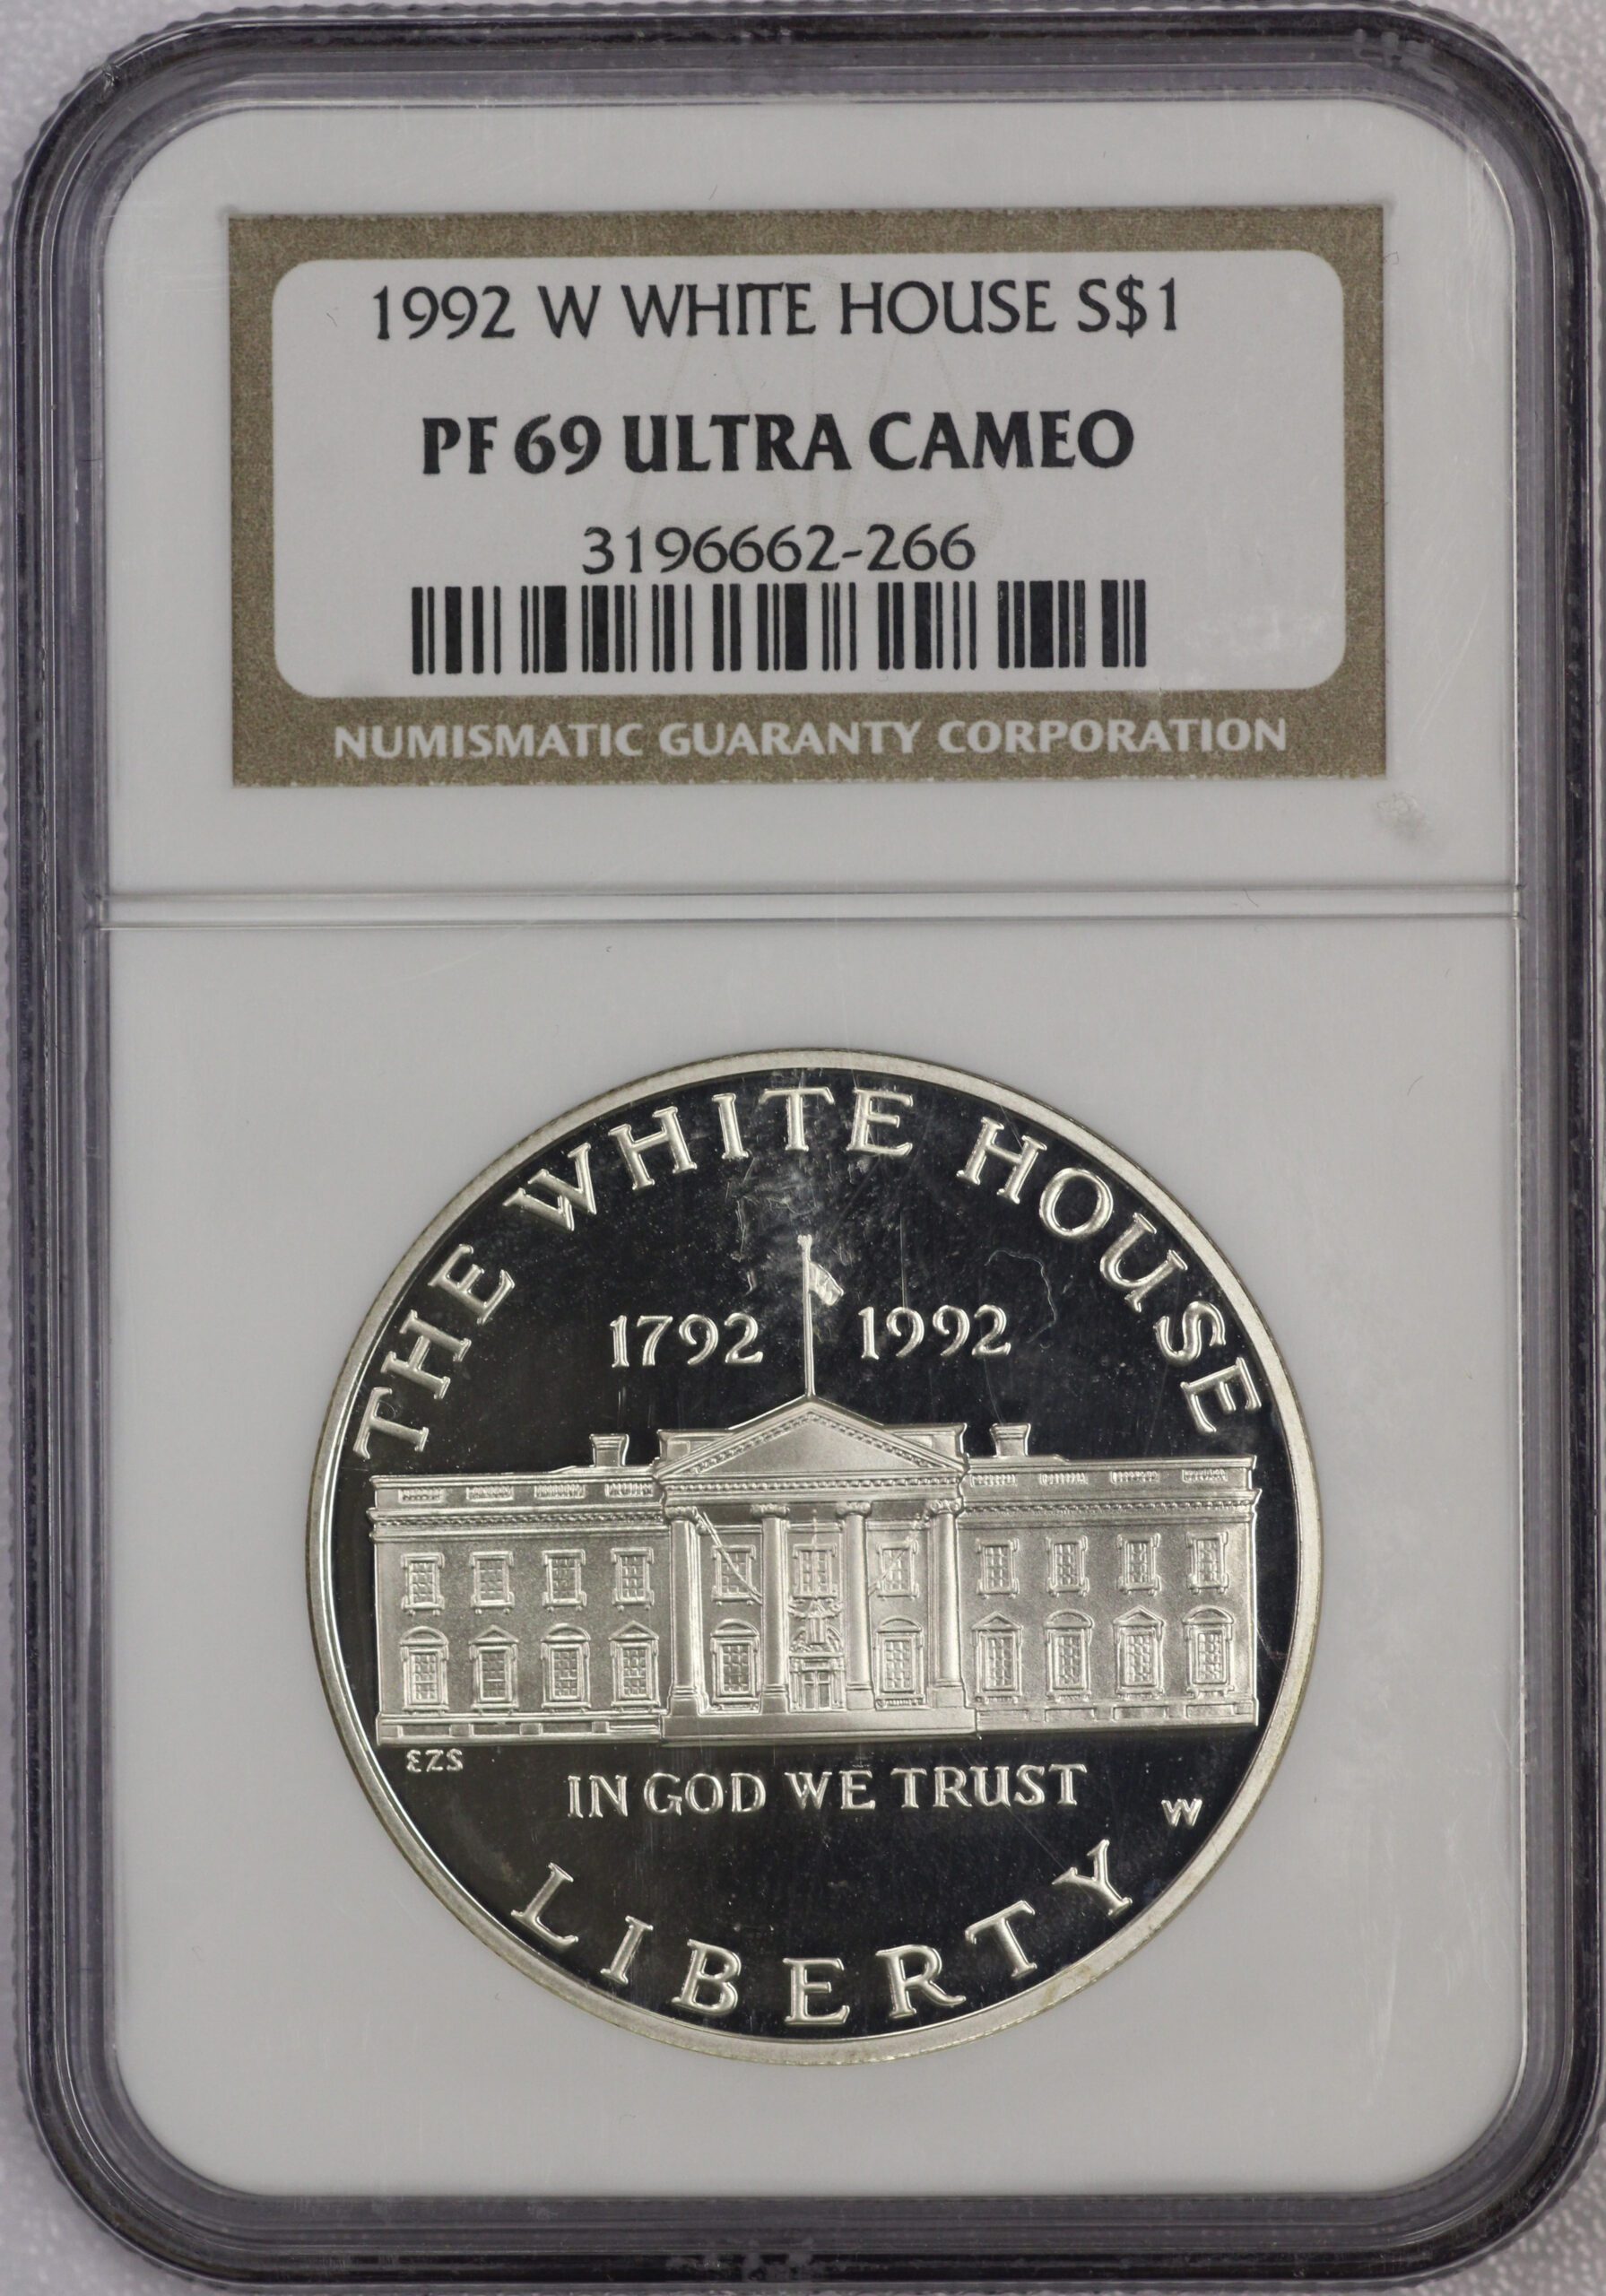 1992 W WHITE HOUSE S$1
PF 69 ULTRA CAMEO
3196662-266
NUMISMATIC GUARANTY CORPORATION
THE WHITE HOUSE
1792 1992
EZS
IN GOD WE TRUST
W
LIBERTY